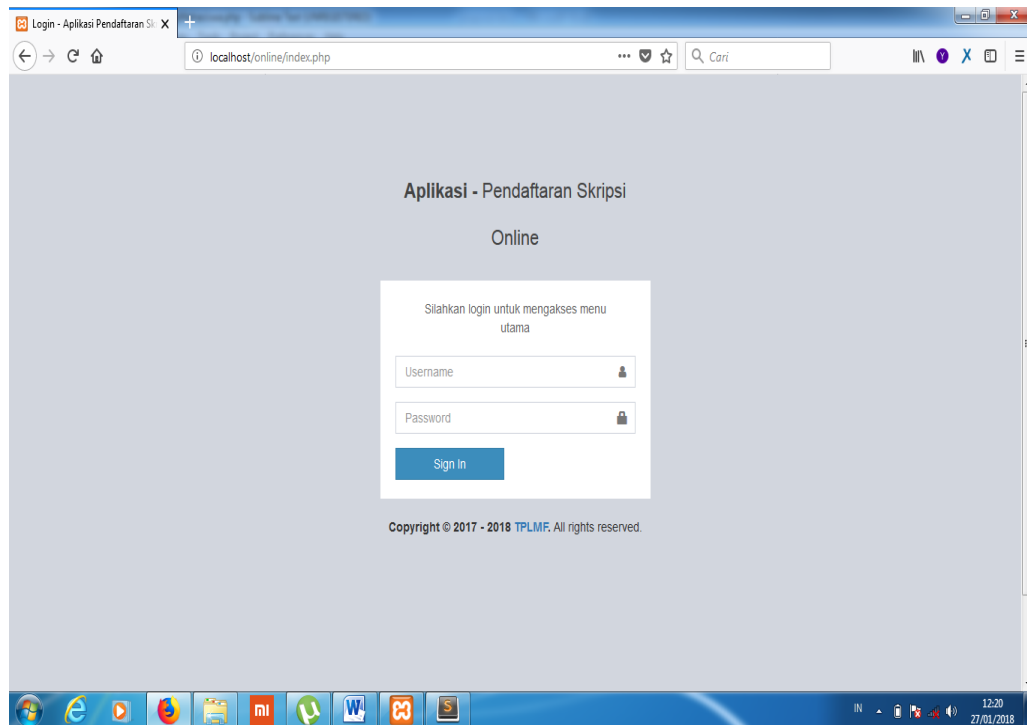 Login - Aplikasi Pendaftaran Sk
localhost/online/index.php
Cari
Aplikasi - Pendaftaran Skripsi
Online
Silahkan login untuk mengakses menu
utama
Username
Password
Sign In
Copyright © 2017 - 2018 TPLMF. All rights reserved.
IN
12:20
27/01/2018